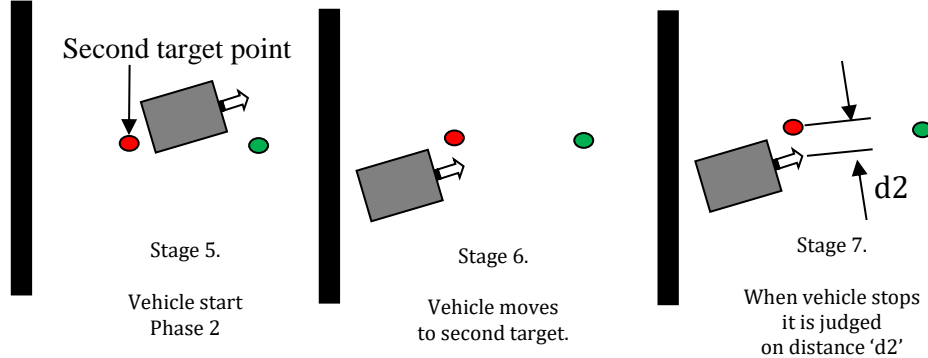 Second target point
d2
Stage 5.
Vehicle start
Phase 2
Stage 6.
Vehicle moves
to second target.
Stage 7.
When vehicle stops
it is judged
on distance ‘d2’